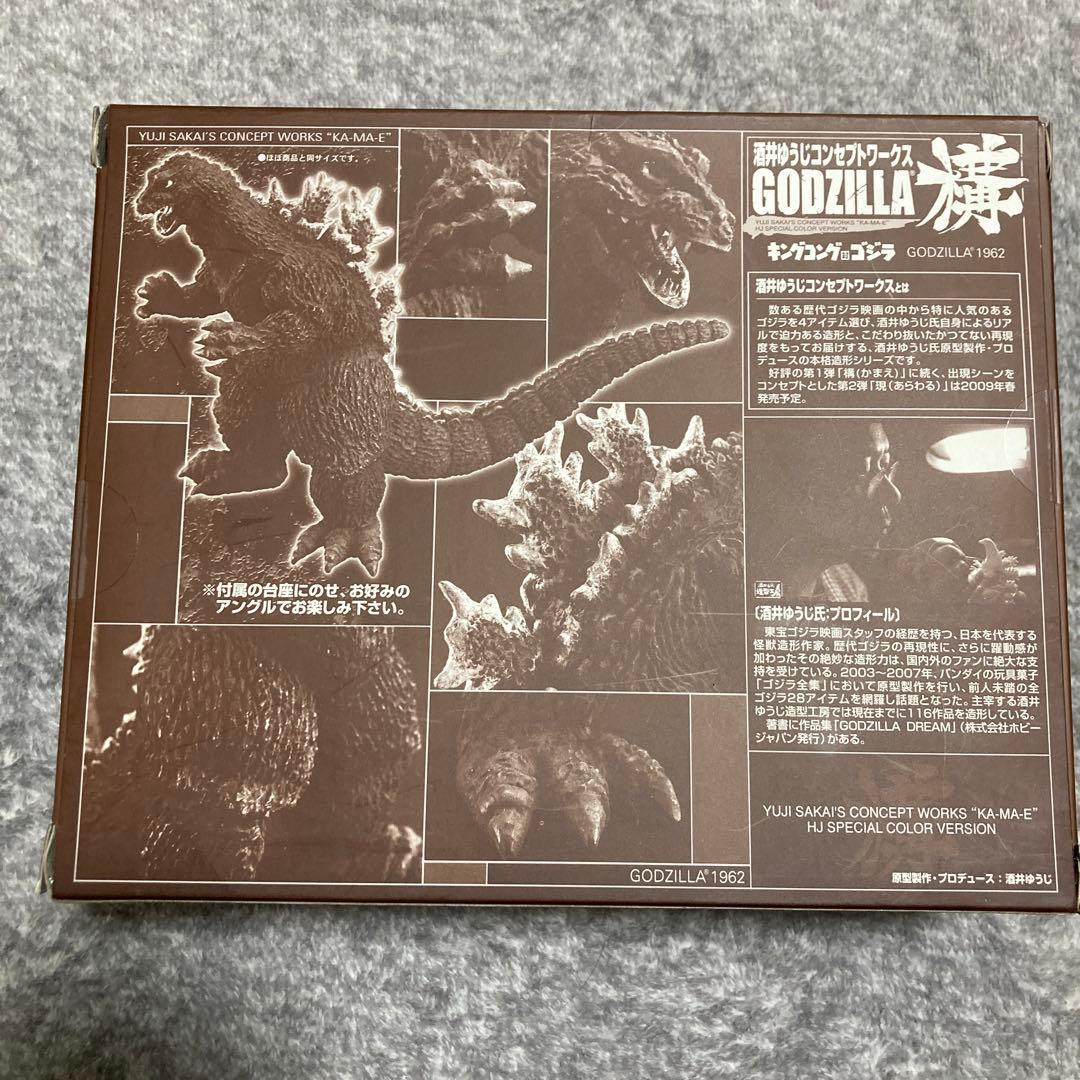 YUJI SAKAI'S CONCEPT WORKS "KA-MA-E"
●ほぼ商品と同サイズです。
※付属の台座にのせ、お好みの
アングルでお楽しみ下さい。
GODZILLA® 1962
酒井ゆうじコンセプトワークス
GODZILLA®
構
YUJI SAKAI'S CONCEPT WORKS "KA-MA-E"
HJ SPECIAL COLOR VERSION
キングコング対ゴジラ GODZILLA® 1962
酒井ゆうじコンセプトワークスとは
数ある歴代ゴジラ映画の中から特に人気のある
ゴジラを4アイテム選び、酒井ゆうじ氏自身によるリア
ルで迫力ある造形と、こだわり抜いたかつてない再現
度をもってお届けする、酒井ゆうじ氏原型製作・プロ
デュースの本格造形シリーズです。
好評の第1弾「構(かまえ)」に続く、出現シーンを
コンセプトとした第2弾「現(あらわる)」は2009年春
発売予定。
〔酒井ゆうじ氏:プロフィール〕
東宝ゴジラ映画スタッフの経歴を持つ、日本を代表する
怪獣造形作家。歴代ゴジラの再現性に、さらに躍動感が
加わったその絶妙な造形力は、国内外のファンに絶大な支
持を受けている。2003〜2007年、バンダイの玩具菓子
「ゴジラ全集」において原型製作を行い、前人未踏の全
ゴジラ28アイテムを網羅し話題となった。主宰する酒井
ゆうじ造型工房では現在までに116作品を造形している。
著書に作品集「GODZILLA DREAM」(株式会社ホビー
ジャパン発行)がある。
YUJI SAKAI'S CONCEPT WORKS "KA-MA-E"
HJ SPECIAL COLOR VERSION
原型製作・プロデュース:酒井ゆうじ